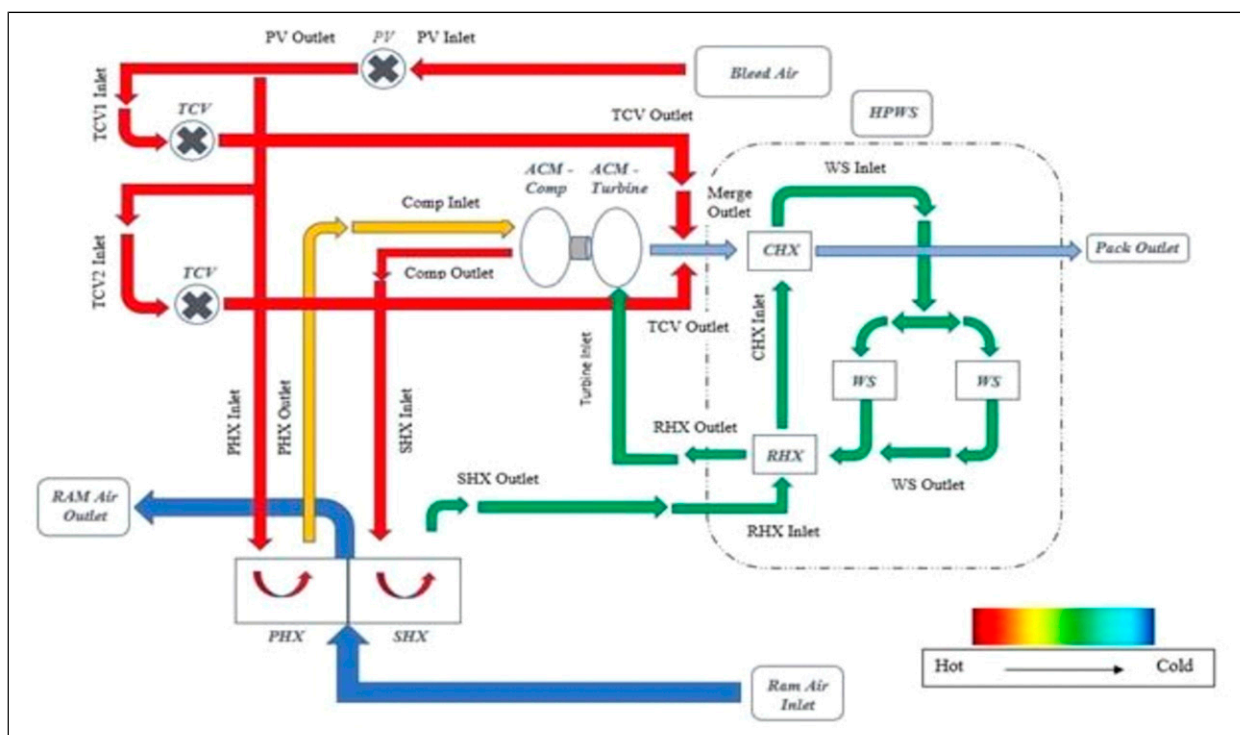 PV Outlet
PV
PV Inlet
Bleed Air
TCV1 Inlet
TCV
TCV Outlet
HPWS
ACM -
Comp
ACM -
Turbine
WS Inlet
Merge
Outlet
Comp Inlet
CHX
Pack Outlet
Comp Outlet
TCV2 Inlet
TCV
TCV Outlet
CHX Inlet
Turbine Inlet
WS
WS
PHX Inlet
PHX Outlet
SHX Inlet
RHX Outlet
RHX
WS Outlet
SHX Outlet
RHX Inlet
RAM Air
Outlet
PHX
SHX
Ram Air
Inlet
Hot
Cold